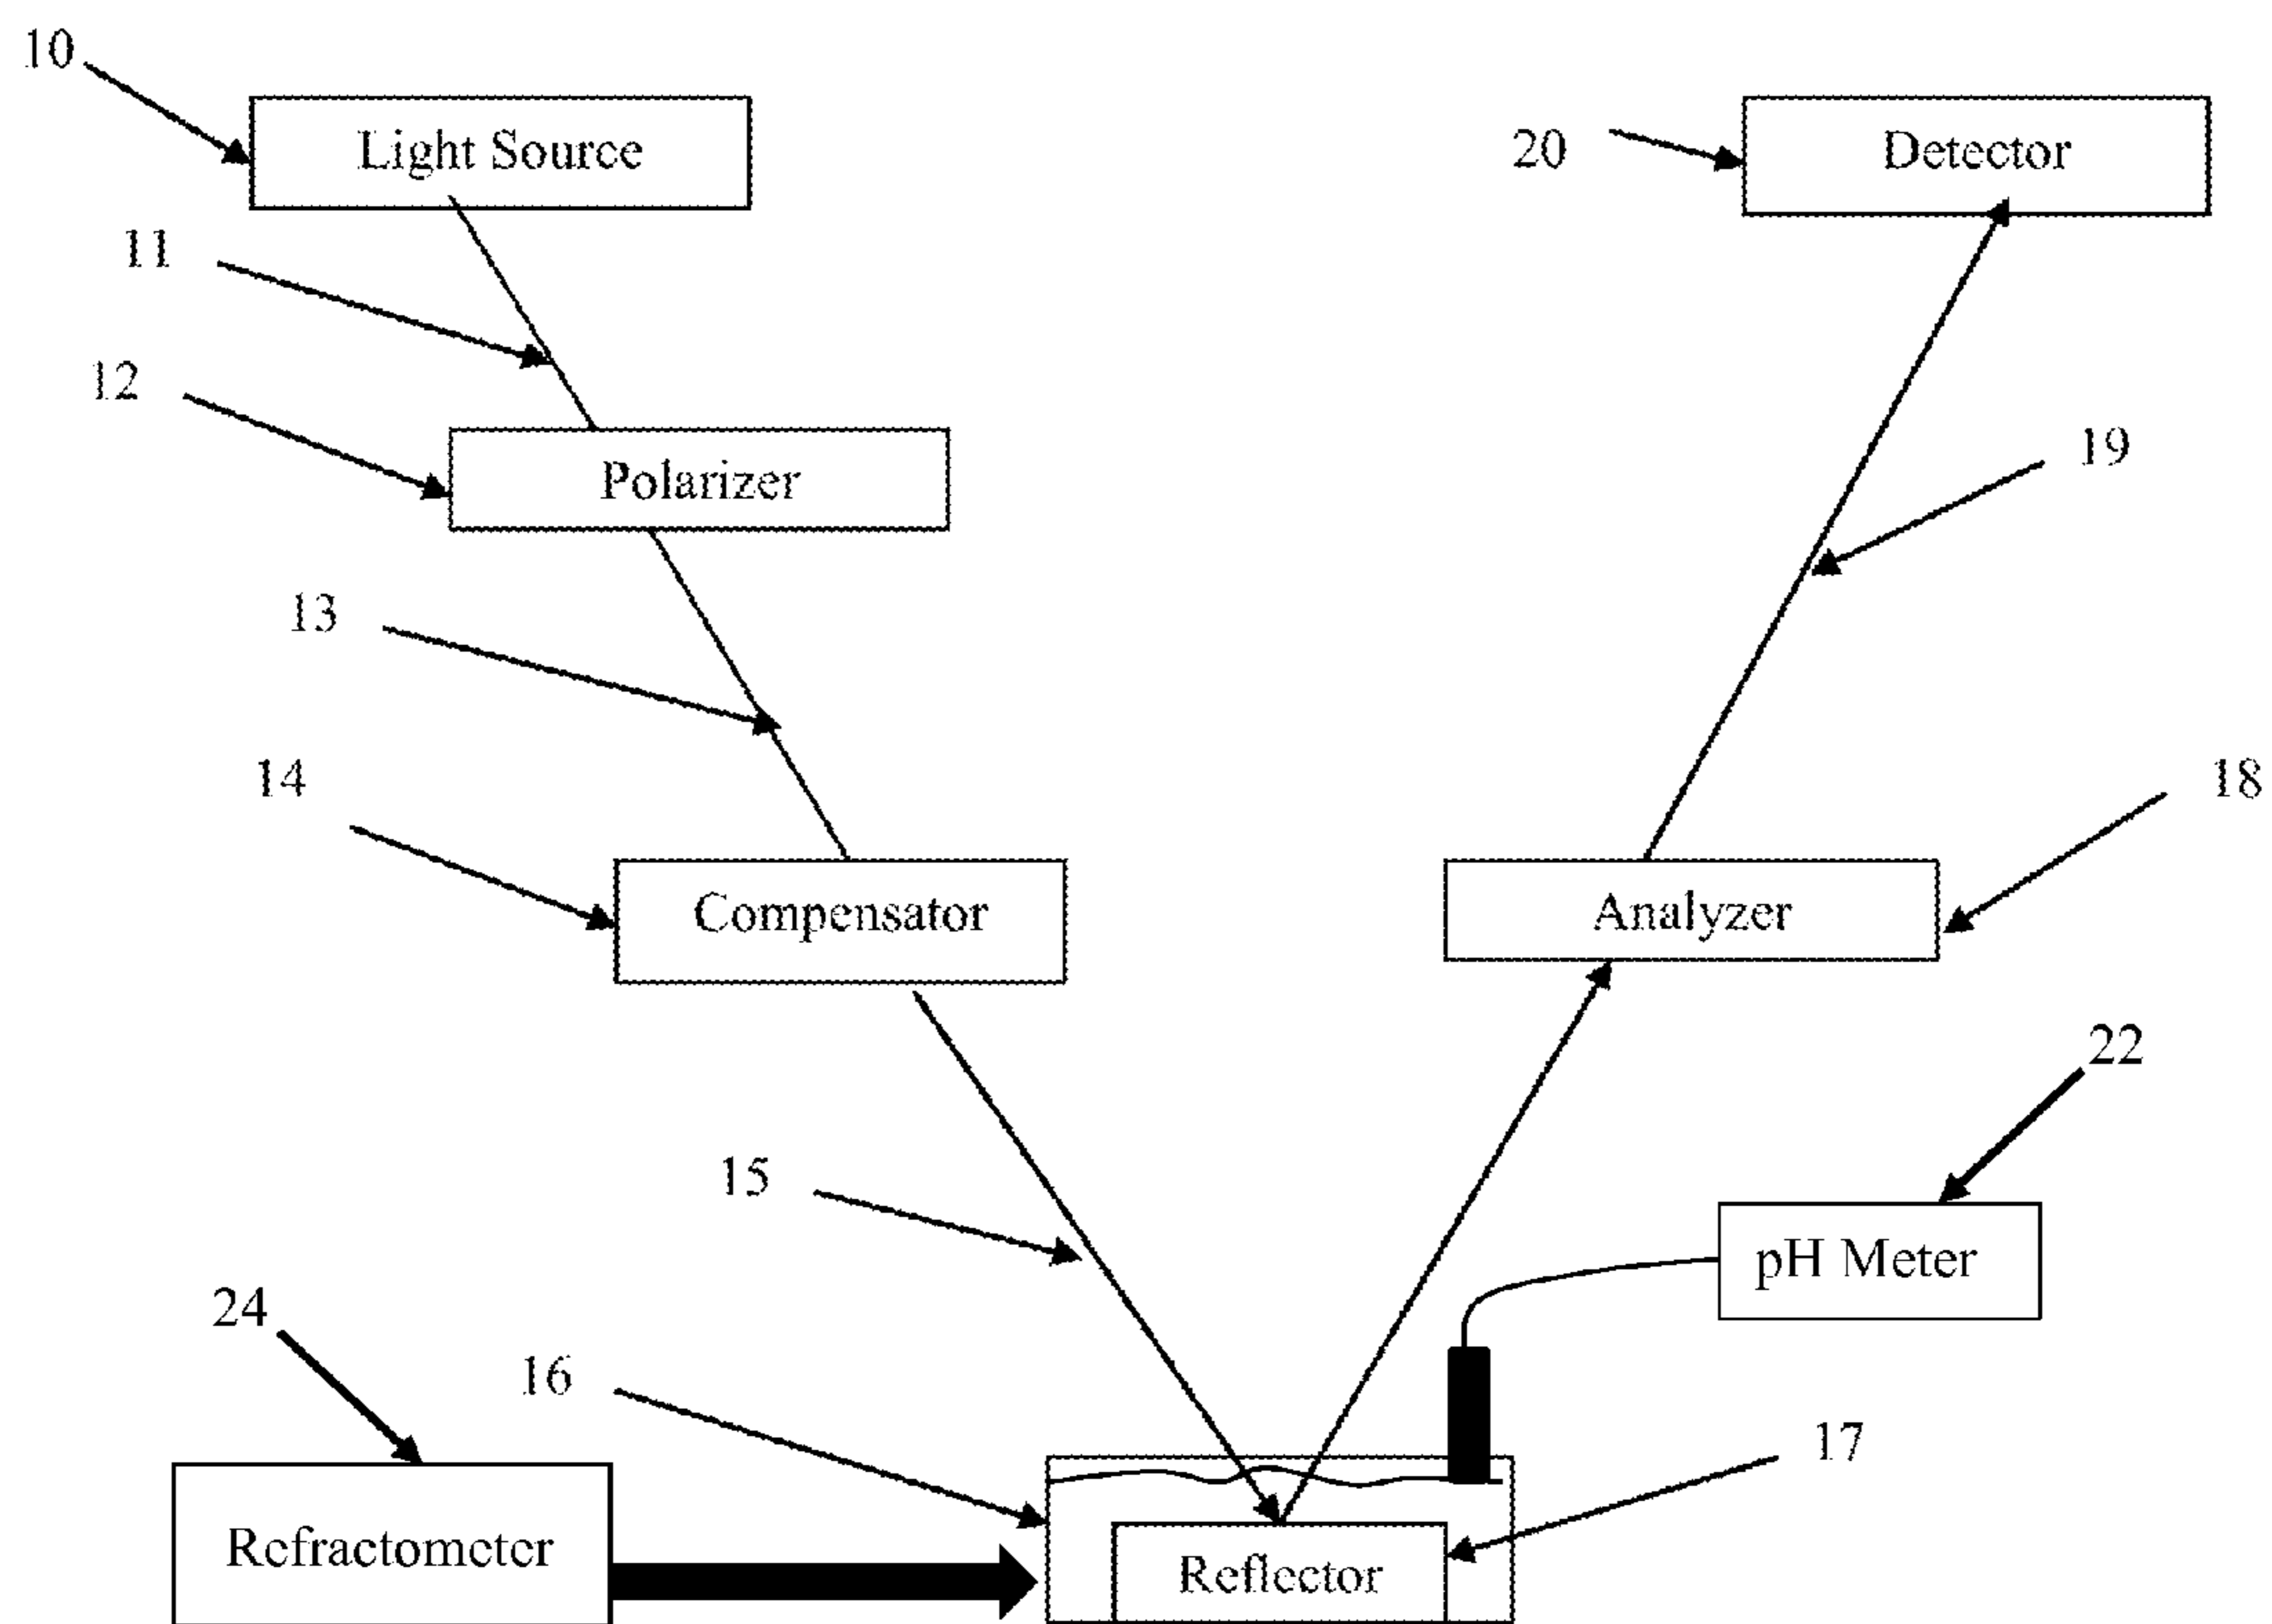 10
Light Source
20
Detector
11
12
Polarizer
19
13
14
Compensator
Analyzer
18
22
15
pH Meter
24
16
17
Refractometer
Reflector